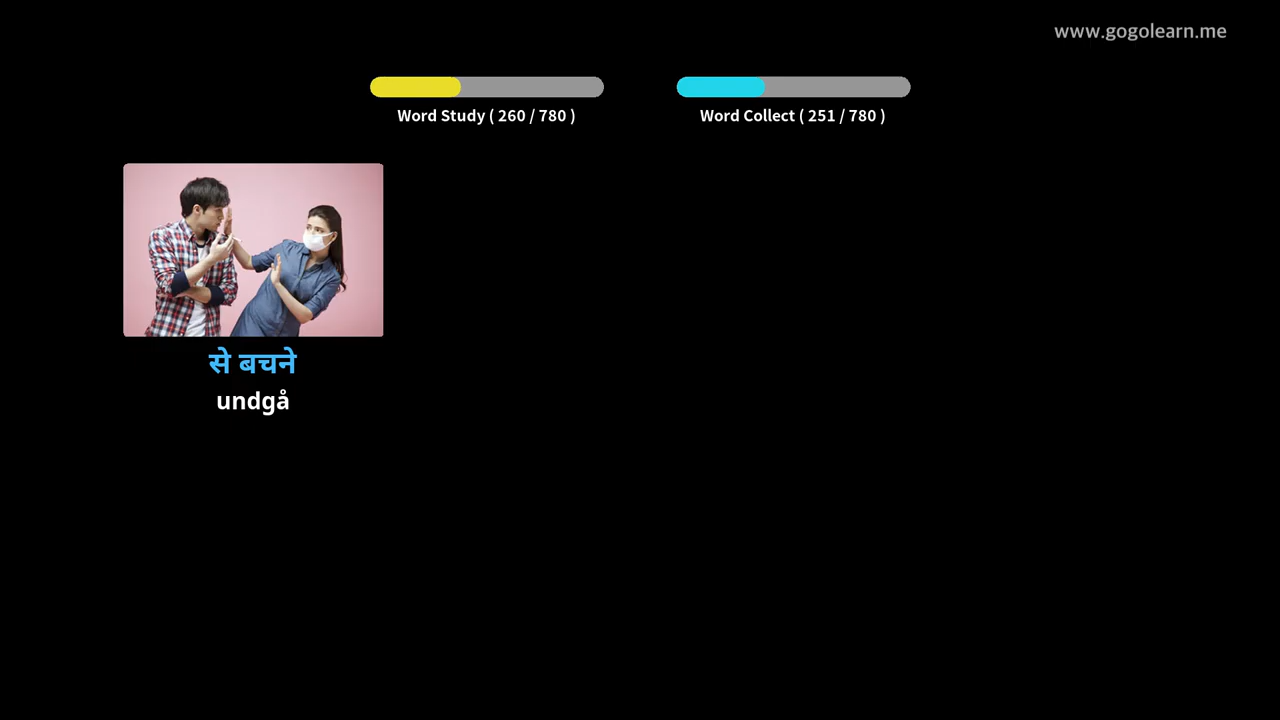 www.gogolearn.me
Word Study ( 260 / 780 )
Word Collect ( 251 / 780 )
से बचने
undgå